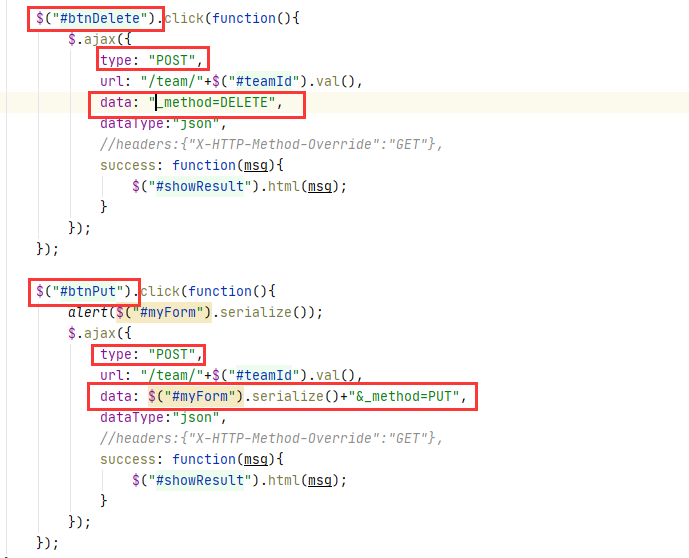 $("#btnDelete").click(function(){
$.ajax({
type: "POST",
url: "/team/"+$("#teamId").val(),
data: "_method=DELETE",
dataType:"json",
//headers:{"X-HTTP-Method-Override":"GET"},
success: function(msg){
$("#showResult").html(msg);
}
});
});
$("#btnPut").click(function(){
alert($("#myForm").serialize());
$.ajax({
type: "POST",
url: "/team/"+$("#teamId").val(),
data: $("#myForm").serialize()+"&_method=PUT",
dataType:"json",
//headers:{"X-HTTP-Method-Override":"GET"},
success: function(msg){
$("#showResult").html(msg);
}
});
});